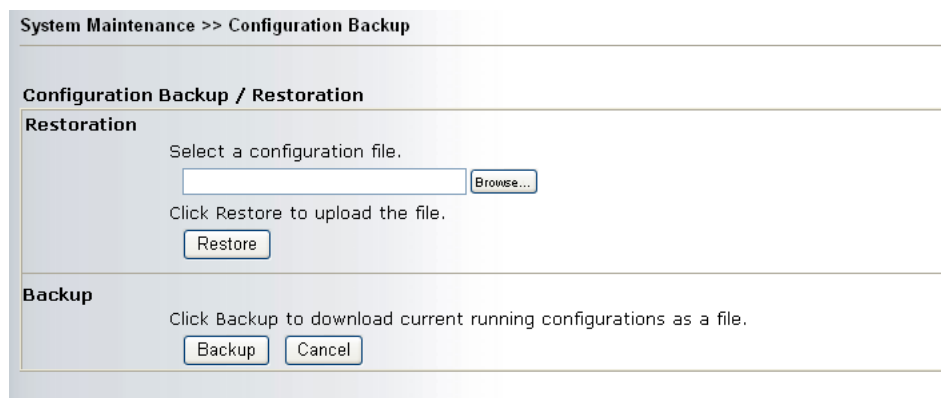 System Maintenance >> Configuration Backup
Configuration Backup / Restoration
Restoration
Select a configuration file.
Browse...
Click Restore to upload the file.
Restore
Backup
Click Backup to download current running configurations as a file.
Backup Cancel